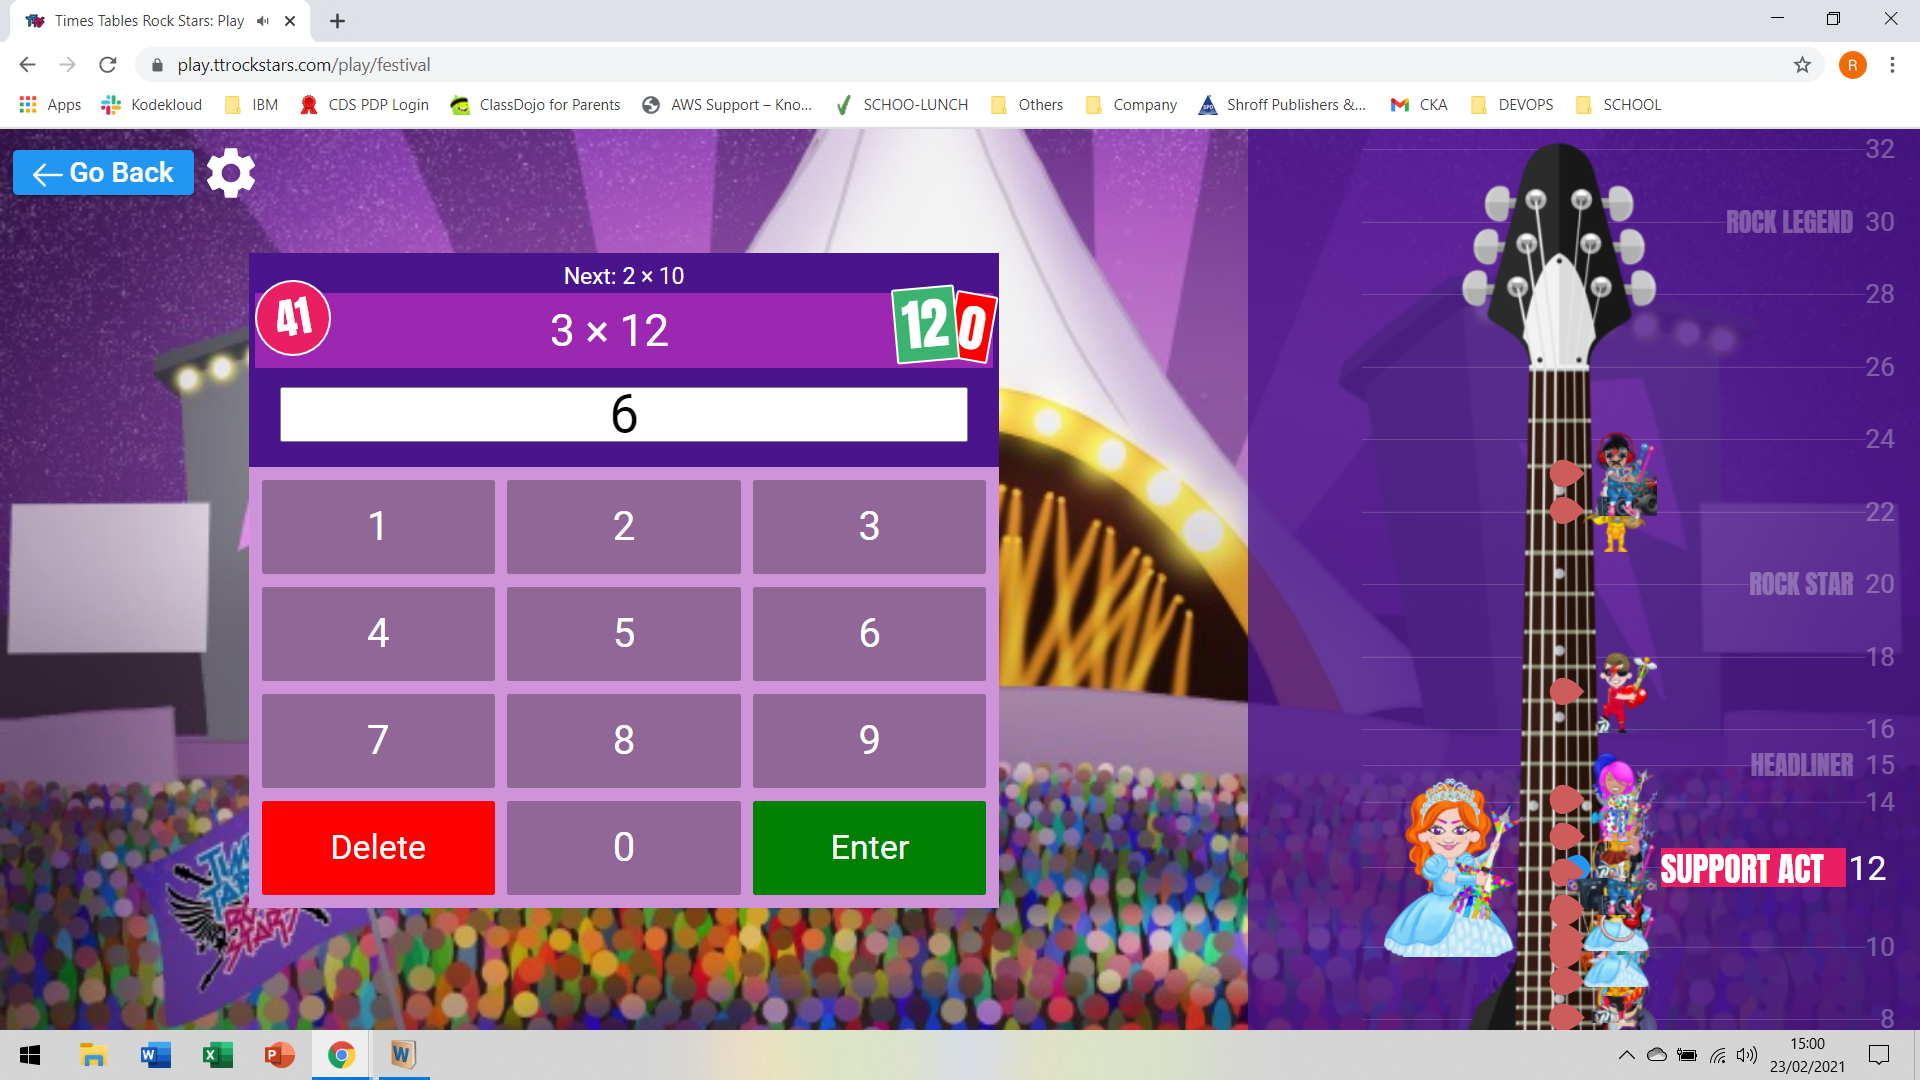 Times Tables Rock Stars: Play
play.ttrockstars.com/play/festival
R
Apps
Kodekloud
IBM
CDS PDP Login
ClassDojo for Parents
AWS Support – Kno...
SCHOO-LUNCH
Others
Company
Shroff Publishers &...
CKA
DEVOPS
SCHOOL
Go Back
Next: 2 × 10
41
3 × 12
12
0
6
1 2 3
4 5 6
7 8 9
Delete 0 Enter
32
ROCK LEGEND 30
28
26
24
22
ROCK STAR 20
18
16
HEADLINER 15
14
SUPPORT ACT 12
10
8
15:00
23/02/2021